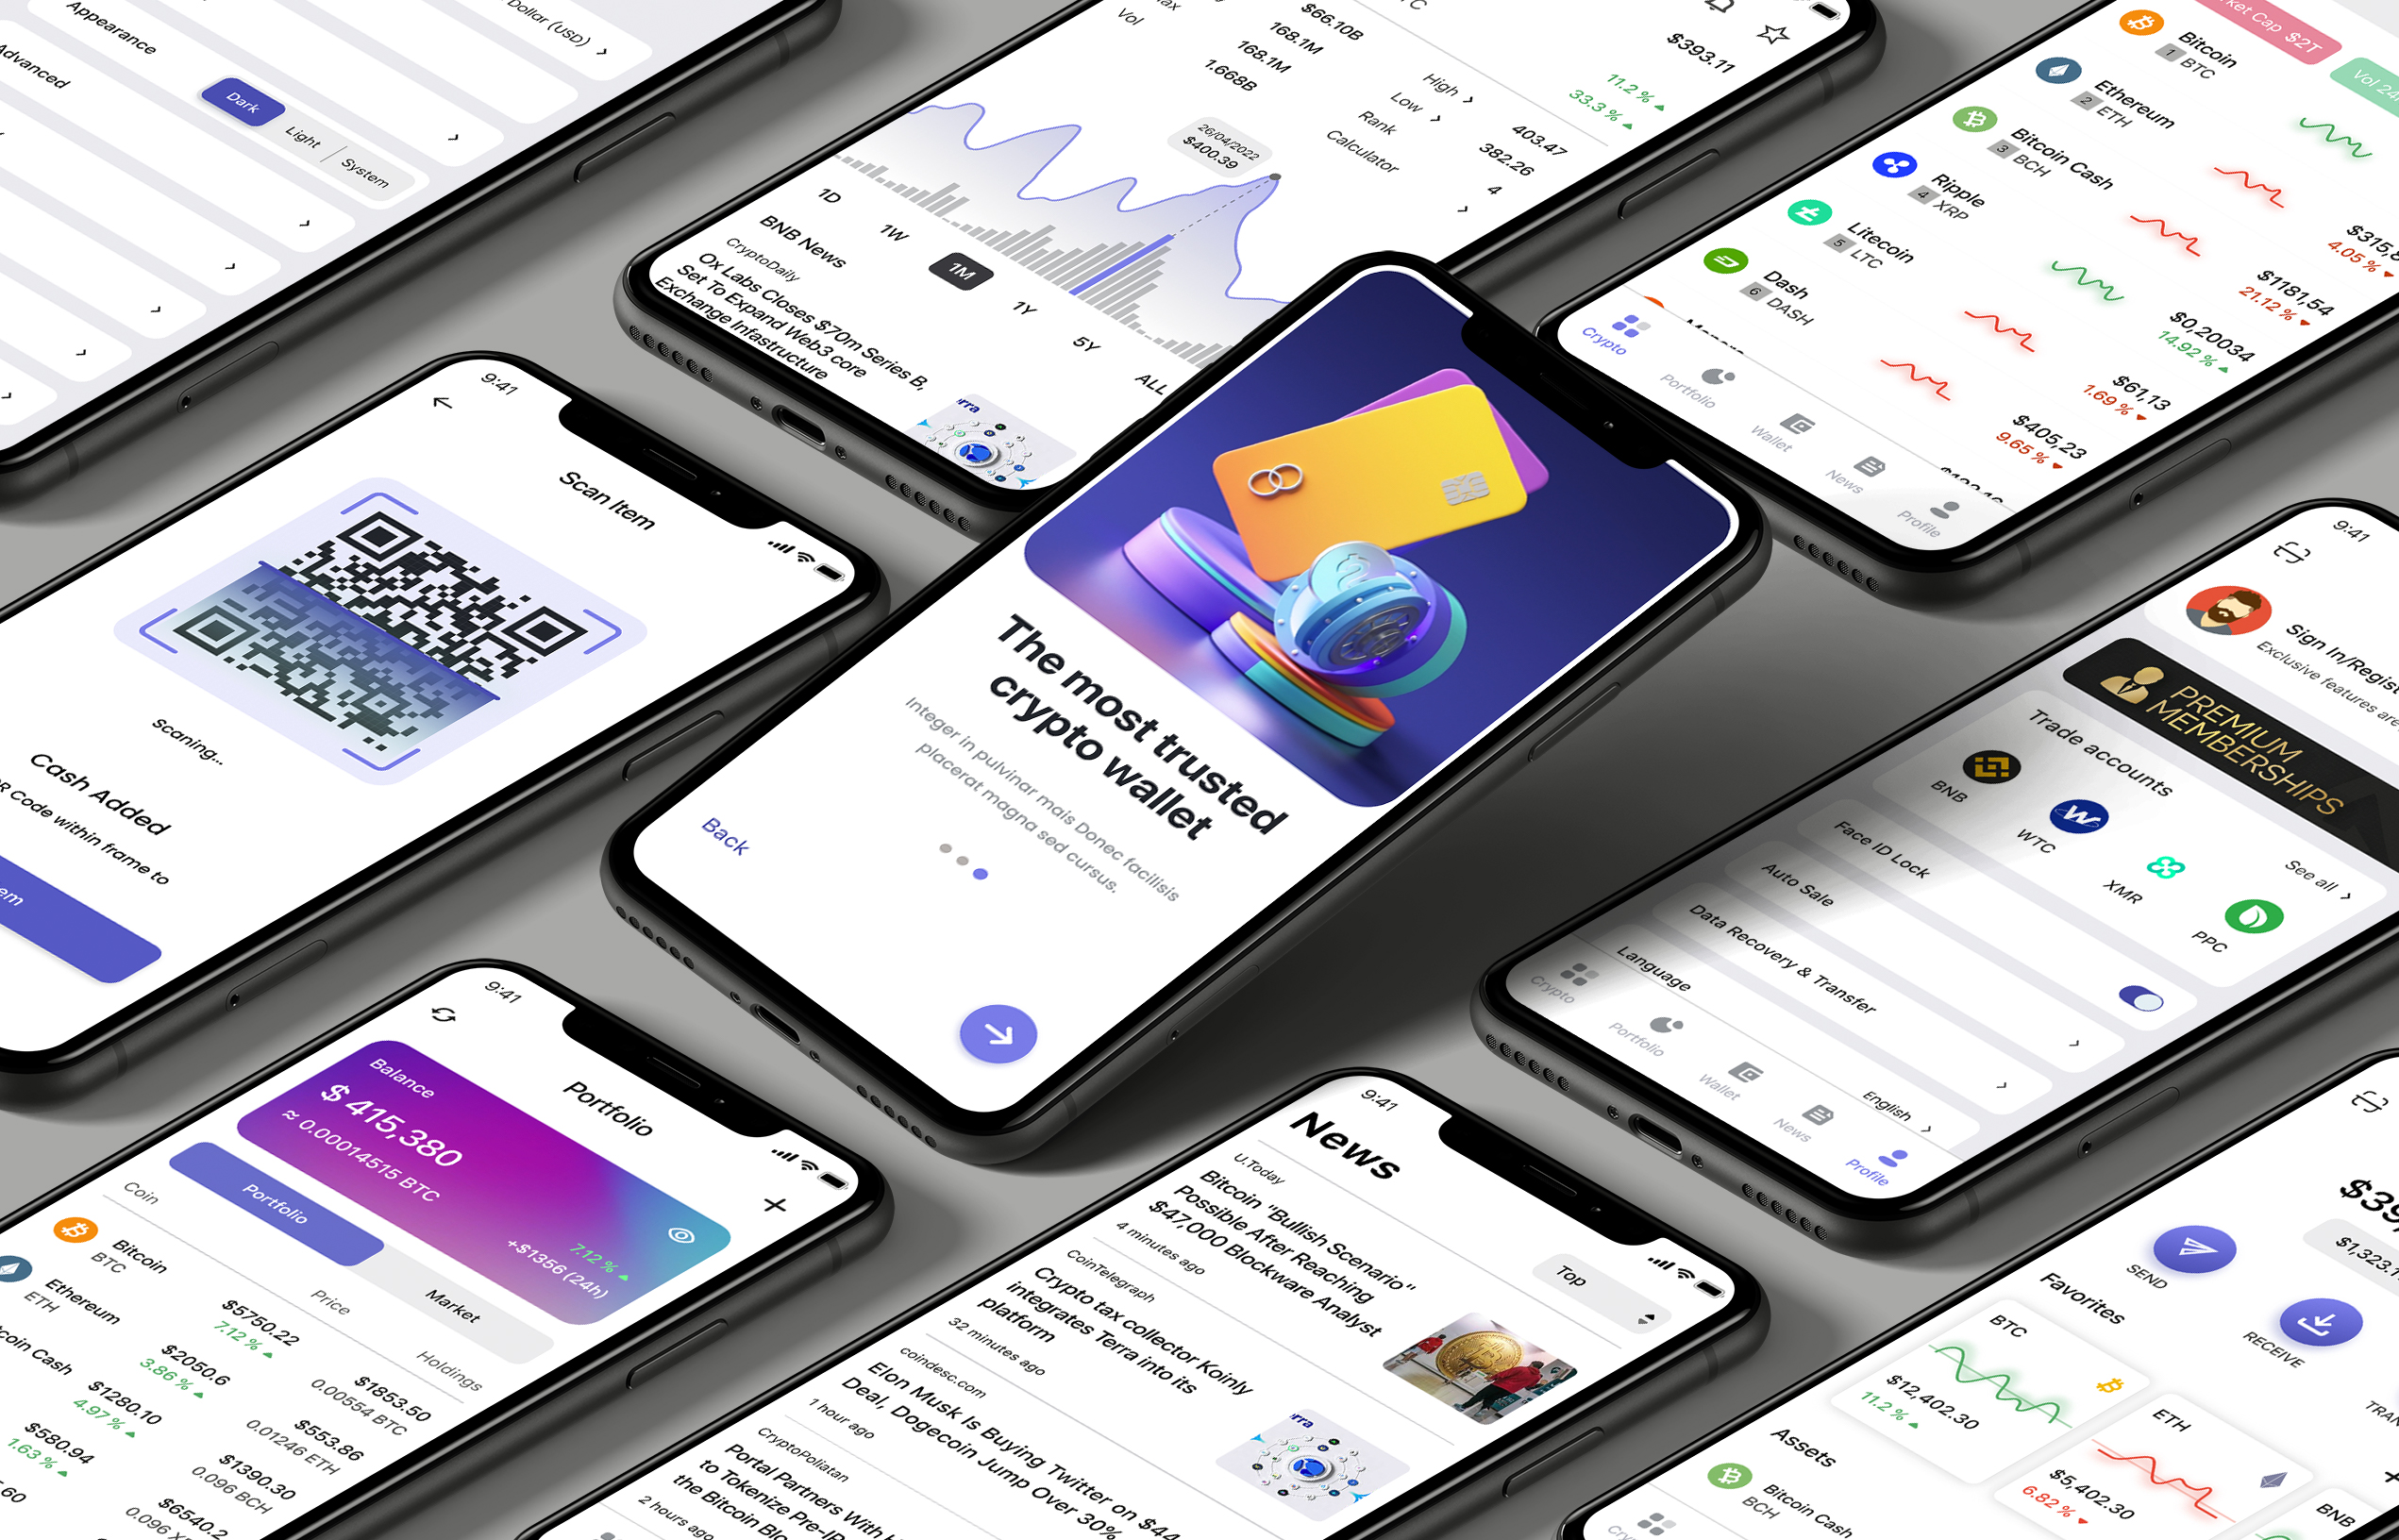 Dollar (USD)
Appearance
Advanced
Dark
Light
System
Vol
$66.10B
168.1M
168.1M
1.668B
High
Low
Rank
Calculator
$393.11
11.2 %
33.3 %
403.47
382.26
4
26/04/2022
$400.39
1D
1W
1M
1Y
5Y
ALL
BNB News
CryptoDaily
Ox Labs Closes $70m Series B,
Set To Expand Web3 core
Exchange Infastructure
Cap $2T
Vol
Bitcoin
1 BTC
Ethereum
2 ETH
Bitcoin Cash
3 BCH
Ripple
4 XRP
Litecoin
5 LTC
Dash
6 DASH
4.05 %
$1181,54
21.12 %
$0,20034
14.92 %
$61,13
1.69 %
$405,23
9.65 %
Crypto
Portfolio
Wallet
News
Profile
9:41
Scan Item
Scaning...
Cash Added
Code within frame to
The most trusted
crypto wallet
Integer in pulvinar mais Donec facilisis
placerat magna sed cursus.
Back
9:41
Sign In/Regist
Exclusive features are
PREMIUM
MEMBERSHIPS
Trade accounts
See all
BNB
WTC
XMR
PPC
Face ID Lock
Auto Sale
Data Recovery & Transfer
Language
English
Crypto
Portfolio
Wallet
News
Profile
9:41
Portfolio
Balance
$ 415,380
≈ 0.00014515 BTC
7.12 %
+$1356 (24h)
Portfolio
Market
Coin
Price
Holdings
Bitcoin
BTC
$5750.22
7.12 %
$1853.50
0.00554 BTC
Ethereum
ETH
$2050.6
3.86 %
$553.86
0.01246 ETH
Cash
$1280.10
4.97 %
$1390.30
0.096 BCH
$580.94
1.63 %
$6540.2
0.096
9:41
News
Top
U.Today
Bitcoin "Bullish Scenario"
Possible After Reaching
$47,000 Blockware Analyst
4 minutes ago
CoinTelegraph
Crypto tax collector Koinly
integrates Terra into its
platform
32 minutes ago
coindesc.com
Elon Musk Is Buying Twitter on $44
Deal, Dogecoin Jump Over 30%
1 hour ago
CryptoPoliatan
Portal Partners With
to Tokenize Pre-IP
the Bitcoin Blo
2 hours ago
SEND
RECEIVE
Favorites
BTC
$12,402.30
11.2 %
ETH
$5,402.30
6.82 %
BNB
Assets
Bitcoin Cash
BCH